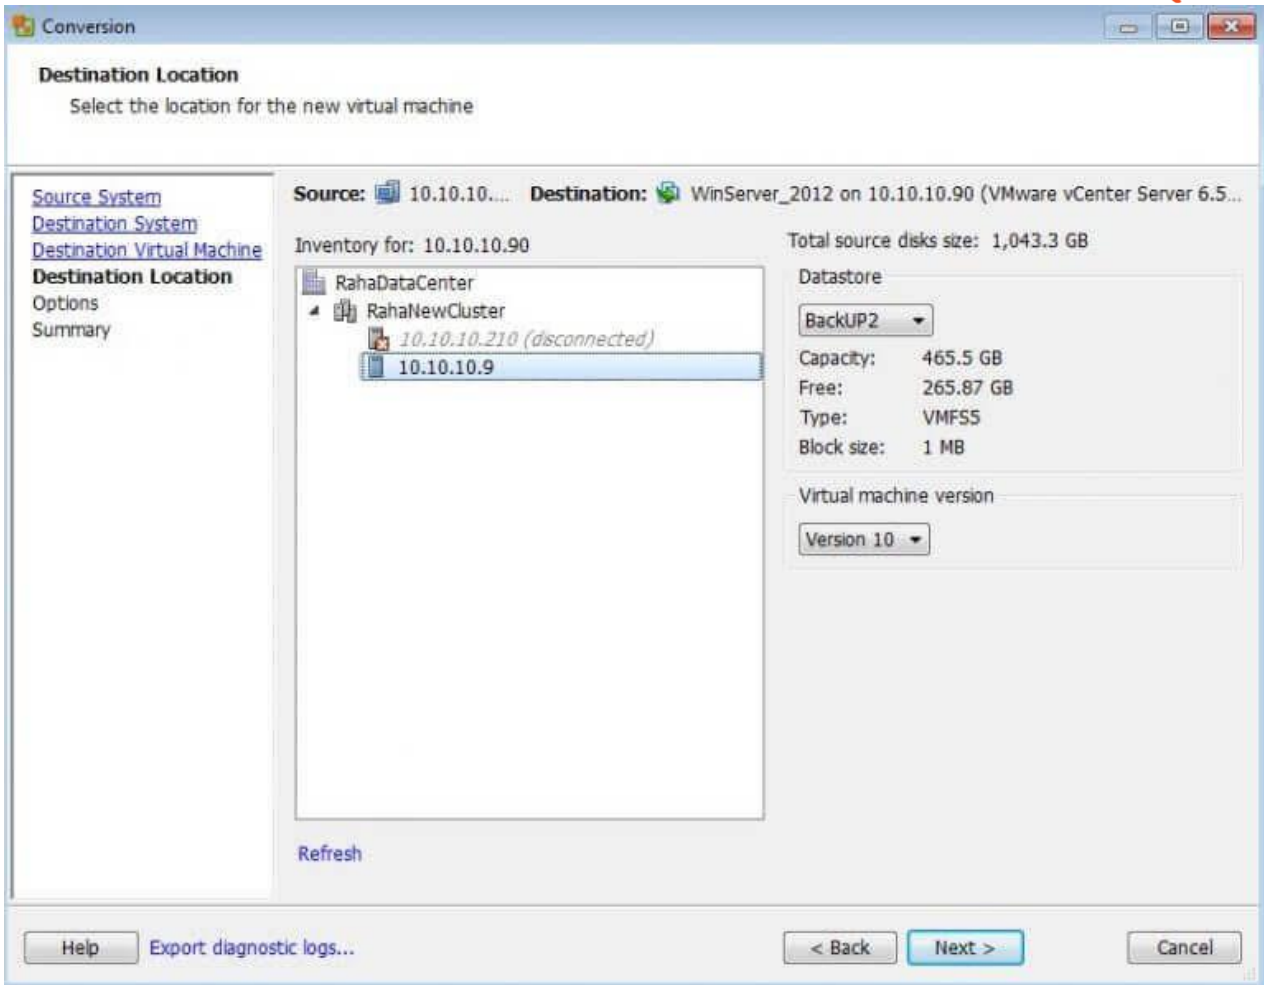 Conversion
Destination Location
Select the location for the new virtual machine
Source System
Destination System
Destination Virtual Machine
Destination Location
Options
Summary
Source: 10.10.10.... Destination: WinServer_2012 on 10.10.10.90 (VMware vCenter Server 6.5...
Inventory for: 10.10.10.90
RahaDataCenter
RahaNewCluster
10.10.10.210 (disconnected)
10.10.10.9
Refresh
Total source disks size: 1,043.3 GB
Datastore
BackUP2
Capacity: 465.5 GB
Free: 265.87 GB
Type: VMFS5
Block size: 1 MB
Virtual machine version
Version 10
Help Export diagnostic logs... < Back Next > Cancel